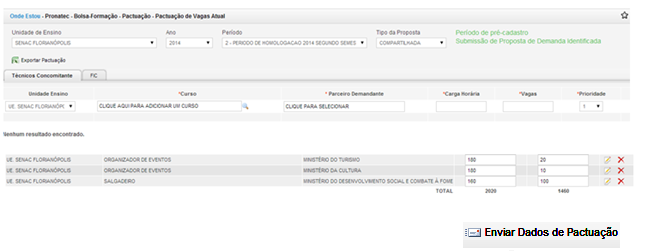 Onde Estou - Pronatec - Bolsa-Formação - Pactuação - Pactuação de Vagas Atual
Unidade de Ensino Ano Período Tipo da Proposta
SENAC FLORIANÓPOLIS 2014 2 - PERIODO DE HOMOLOGACAO 2014 SEGUNDO SEMES COMPARTILHADA
Período de pré-cadastro
Submissão de Proposta de Demanda Identificada
Exportar Pactuação
Técnicos Concomitante FIC
Unidade Ensino *Curso * Parceiro Demandante *Carga Horária *Vagas *Prioridade
UE. SENAC FLORIANÓPO CLIQUE AQUI PARA ADICIONAR UM CURSO CLIQUE PARA SELECIONAR 1
Nenhum resultado encontrado.
UE. SENAC FLORIANÓPOLIS ORGANIZADOR DE EVENTOS MINISTÉRIO DO TURISMO 180 20
UE. SENAC FLORIANÓPOLIS ORGANIZADOR DE EVENTOS MINISTÉRIO DA CULTURA 180 10
UE. SENAC FLORIANÓPOLIS SALGADEIRO MINISTÉRIO DO DESENVOLVIMENTO SOCIAL E COMBATE À FOME 160 100
TOTAL 2020 1460
Enviar Dados de Pactuação